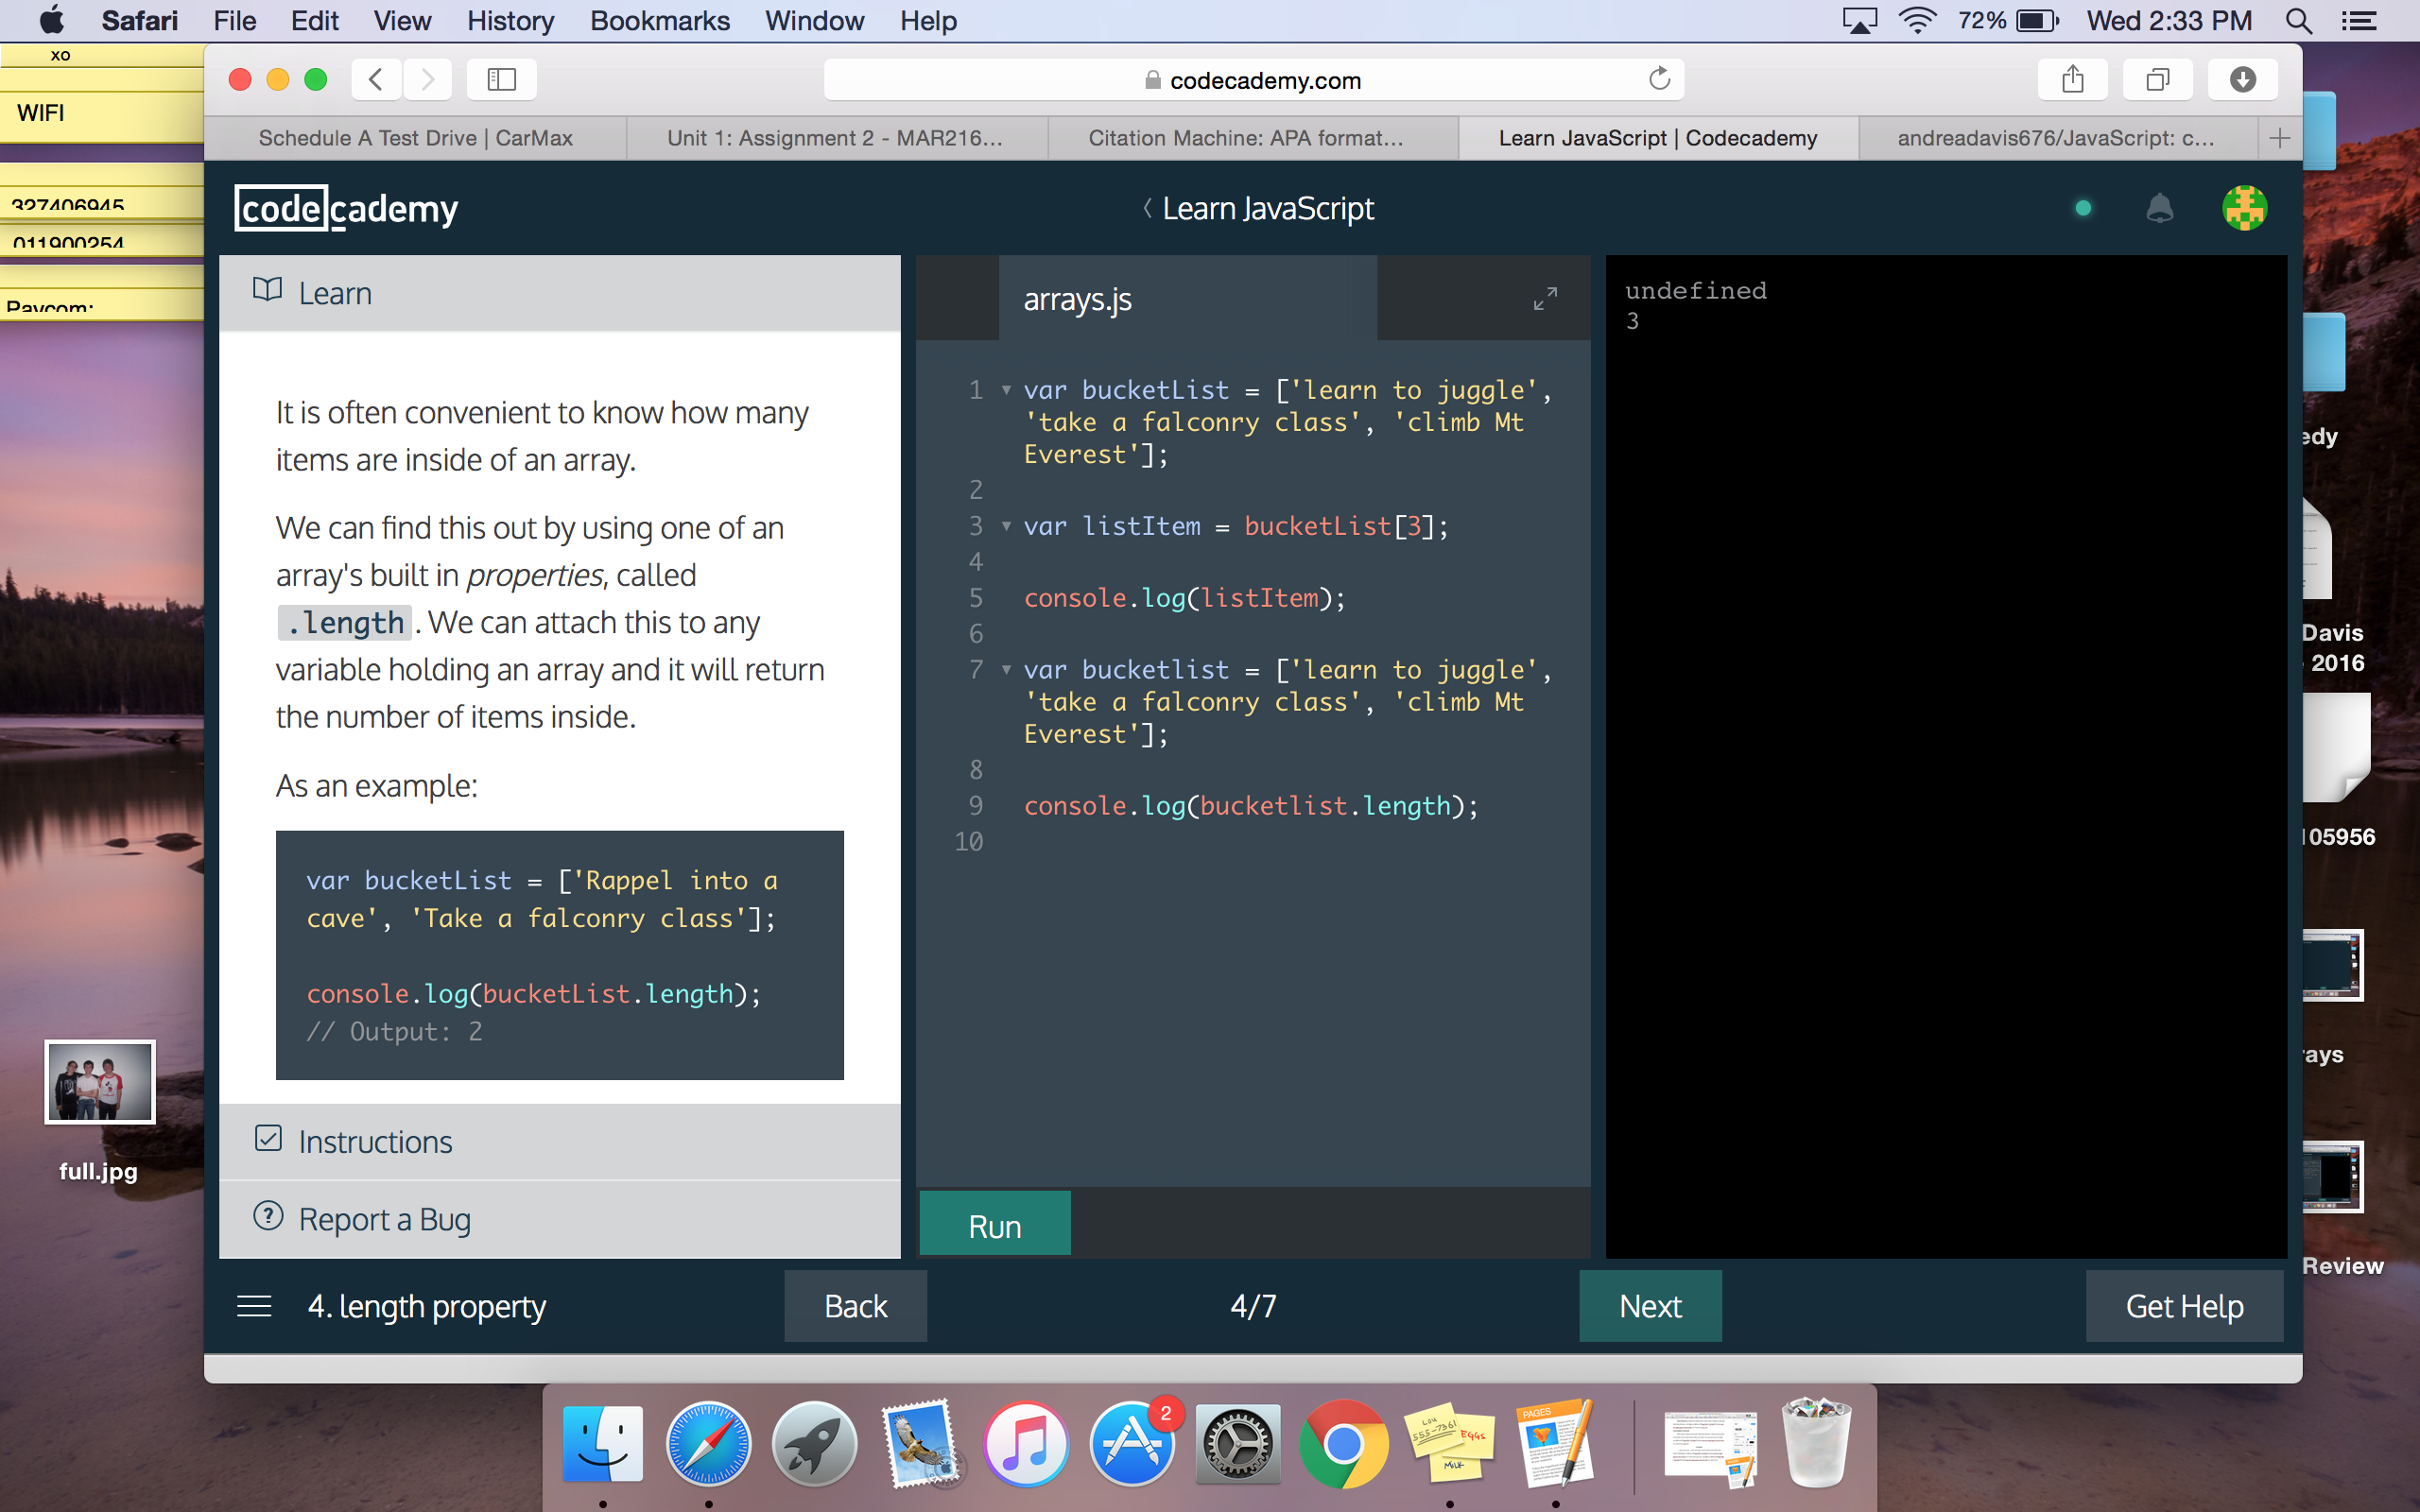 Safari File Edit View History Bookmarks Window Help 72% Wed 2:33 PM
xo
WIFI
327406945
011900254
Paycom:
codecademy.com
Schedule A Test Drive | CarMax
Unit 1: Assignment 2 - MAR216...
Citation Machine: APA format...
Learn JavaScript | Codecademy
andreadavis676/JavaScript: c...
codecademy
Learn JavaScript
Learn
It is often convenient to know how many
items are inside of an array.
We can find this out by using one of an
array's built in properties, called
.length . We can attach this to any
variable holding an array and it will return
the number of items inside.
As an example:
var bucketList = ['Rappel into a
cave', 'Take a falconry class'];
console.log(bucketList.length);
// Output: 2
Instructions
Report a Bug
arrays.js
1 var bucketList = ['learn to juggle',
'take a falconry class', 'climb Mt
Everest'];
2
3 var listItem = bucketList[3];
4
5 console.log(listItem);
6
7 var bucketlist = ['learn to juggle',
'take a falconry class', 'climb Mt
Everest'];
8
9 console.log(bucketlist.length);
10
Run
undefined
3
4. length property
Back
4/7
Next
Get Help
edy
Davis
2016
105956
rays
Review
full.jpg
2
PAGES
EGGS
MILK